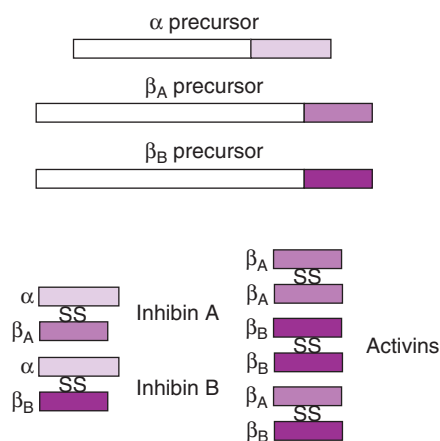 α precursor
βA precursor
βB precursor
α
SS
βA
Inhibin A
α
SS
βB
Inhibin B
βA
SS
βA
βB
SS
βB
βA
SS
βB
Activins